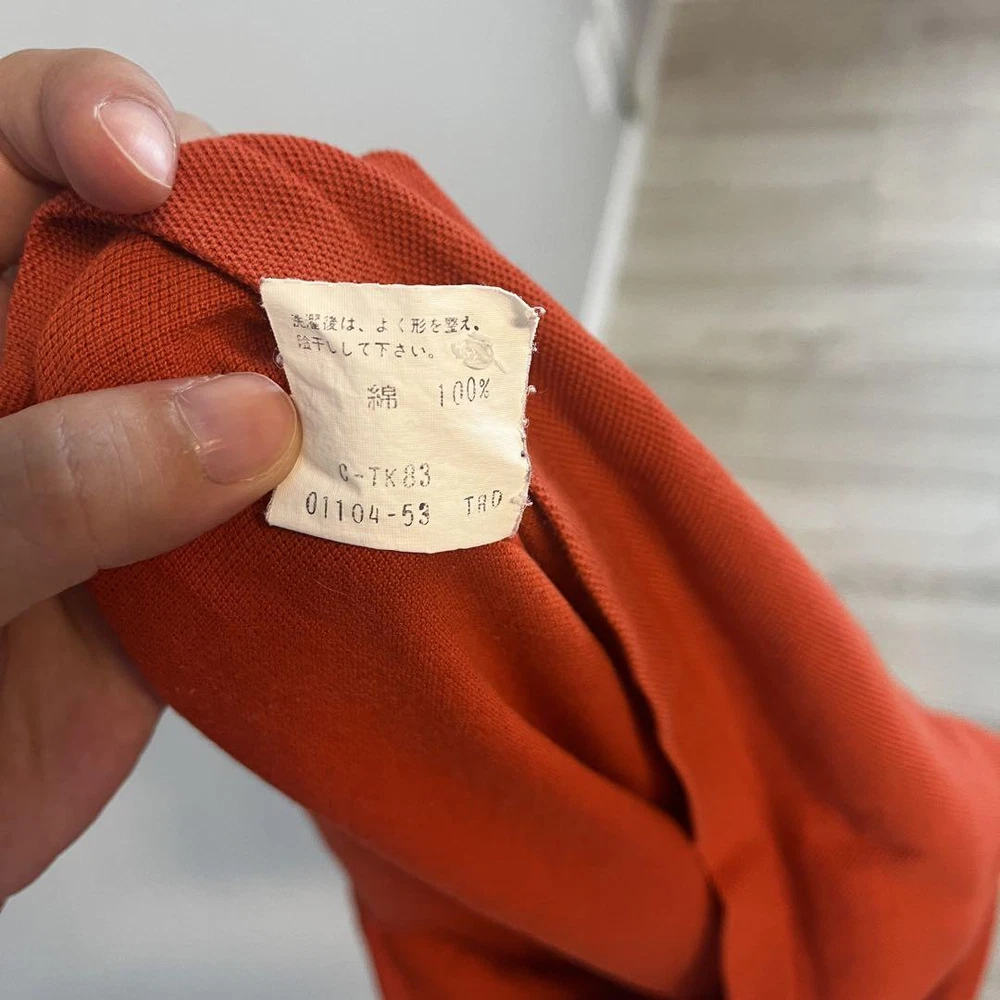 洗濯後は、よく形を整え、
陰干しして下さい。
綿 100%
C-TK83
01104-53 TAD